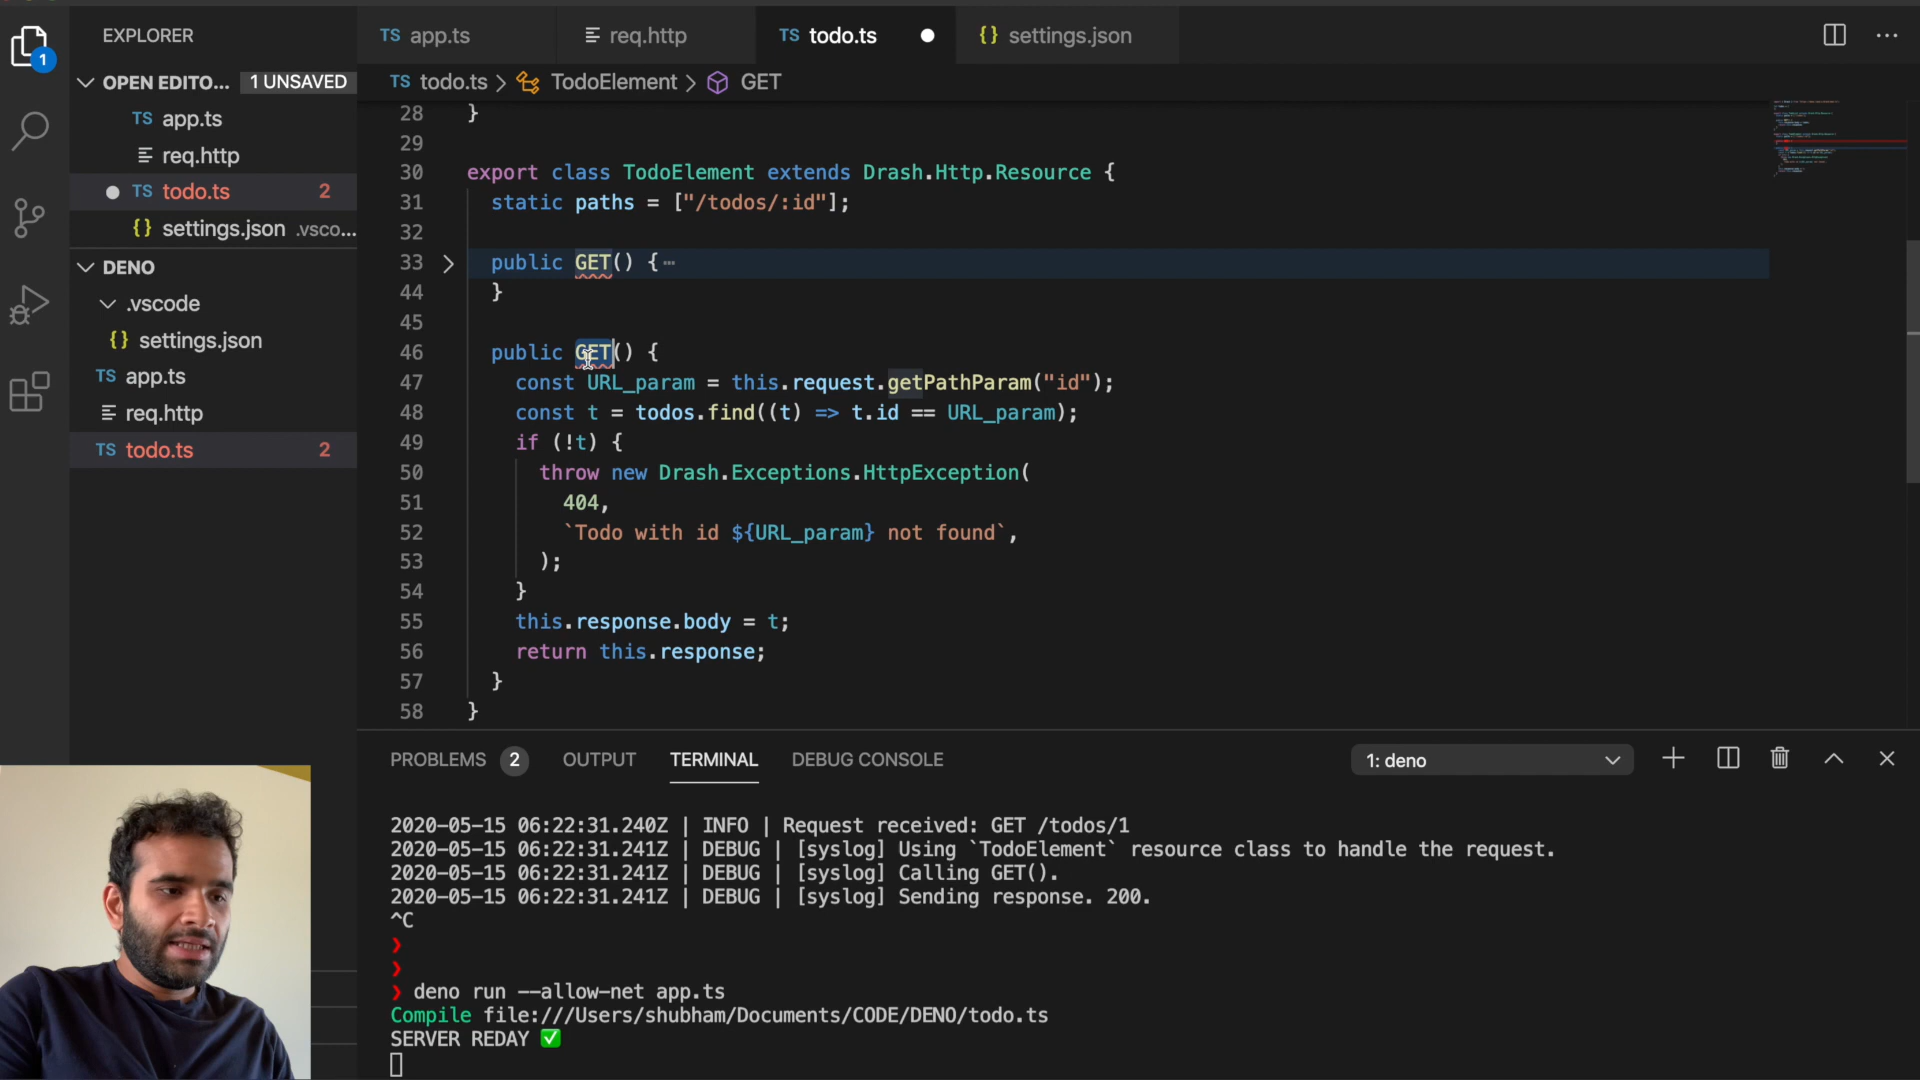 EXPLORER
OPEN EDITO... 1 UNSAVED
TS app.ts
req.http
TS todo.ts 2
{} settings.json .vsco...
DENO
.vscode
{} settings.json
TS app.ts
req.http
TS todo.ts 2
1
TS app.ts
req.http
TS todo.ts
{} settings.json
TS todo.ts > TodoElement > GET
28 }
29
30 export class TodoElement extends Drash.Http.Resource {
31 static paths = ["/todos/:id"];
32
33 public GET() {…
44 }
45
46 public GET() {
47 const URL_param = this.request.getPathParam("id");
48 const t = todos.find((t) => t.id == URL_param);
49 if (!t) {
50 throw new Drash.Exceptions.HttpException(
51 404,
52 `Todo with id ${URL_param} not found`,
53 );
54 }
55 this.response.body = t;
56 return this.response;
57 }
58 }
PROBLEMS 2 OUTPUT TERMINAL DEBUG CONSOLE 1: deno
2020-05-15 06:22:31.240Z | INFO | Request received: GET /todos/1
2020-05-15 06:22:31.241Z | DEBUG | [syslog] Using `TodoElement` resource class to handle the request.
2020-05-15 06:22:31.241Z | DEBUG | [syslog] Calling GET().
2020-05-15 06:22:31.241Z | DEBUG | [syslog] Sending response. 200.
^C
❯
❯
❯ deno run --allow-net app.ts
Compile file:///Users/shubham/Documents/CODE/DENO/todo.ts
SERVER REDAY ✅